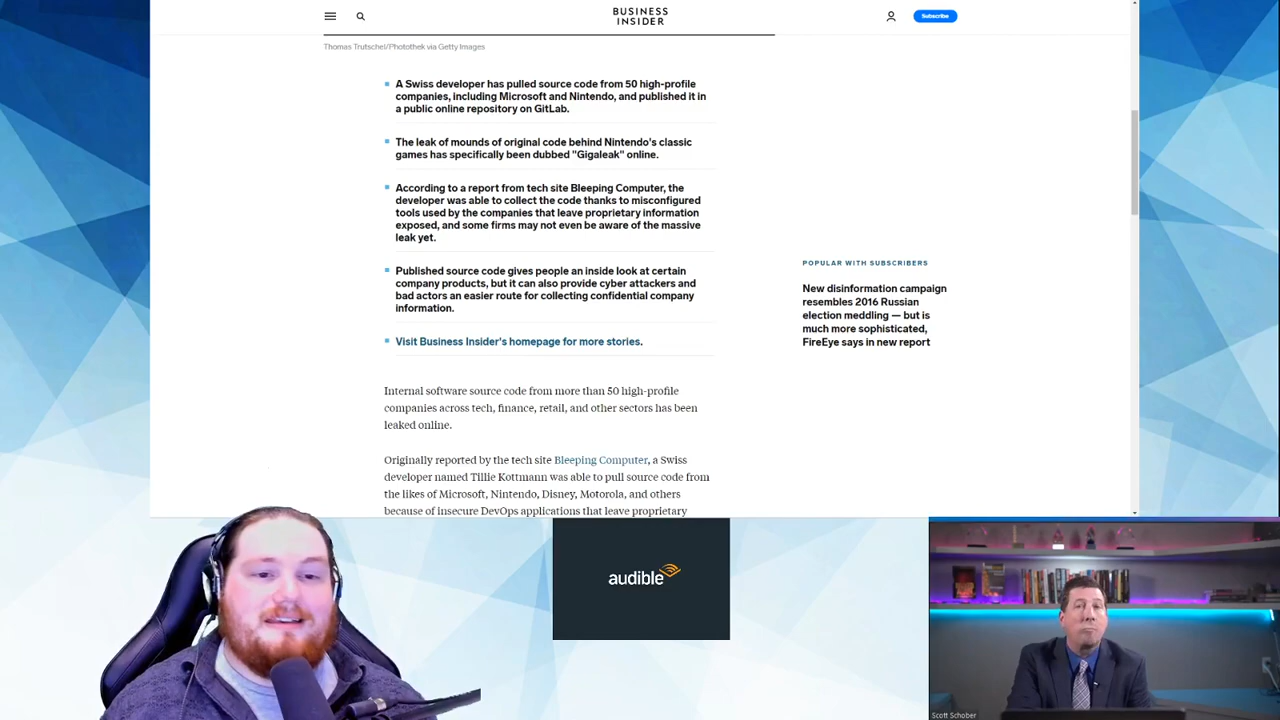 BUSINESS
INSIDER
Subscribe
Thomas Trutschel/Photothek via Getty Images
A Swiss developer has pulled source code from 50 high-profile
companies, including Microsoft and Nintendo, and published it in
a public online repository on GitLab.
The leak of mounds of original code behind Nintendo's classic
games has specifically been dubbed "Gigaleak" online.
According to a report from tech site Bleeping Computer, the
developer was able to collect the code thanks to misconfigured
tools used by the companies that leave proprietary information
exposed, and some firms may not even be aware of the massive
leak yet.
Published source code gives people an inside look at certain
company products, but it can also provide cyber attackers and
bad actors an easier route for collecting confidential company
information.
Visit Business Insider's homepage for more stories.
Internal software source code from more than 50 high-profile
companies across tech, finance, retail, and other sectors has been
leaked online.
Originally reported by the tech site Bleeping Computer, a Swiss
developer named Tillie Kottmann was able to pull source code from
the likes of Microsoft, Nintendo, Disney, Motorola, and others
because of insecure DevOps applications that leave proprietary
POPULAR WITH SUBSCRIBERS
New disinformation campaign
resembles 2016 Russian
election meddling — but is
much more sophisticated,
FireEye says in new report
audible
Scott Schober